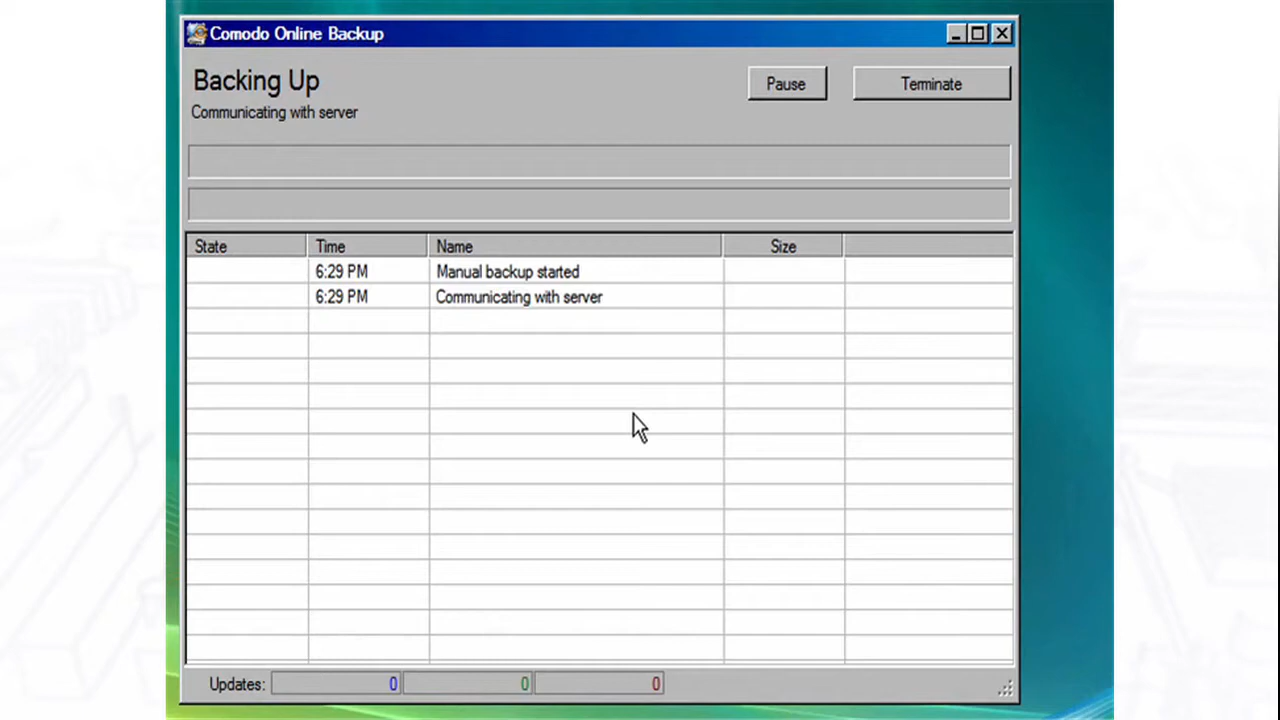 Comodo Online Backup
Backing Up
Pause
Terminate
Communicating with server
State Time Name Size
6:29 PM Manual backup started
6:29 PM Communicating with server
Updates: 0 0 0